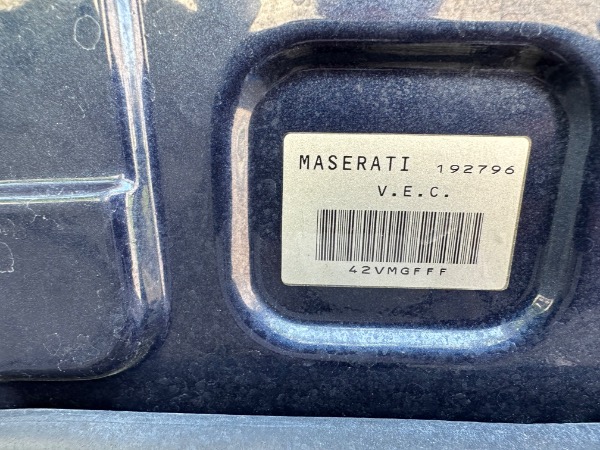 MASERATI 192796
V.E.C.
42VMGFFF